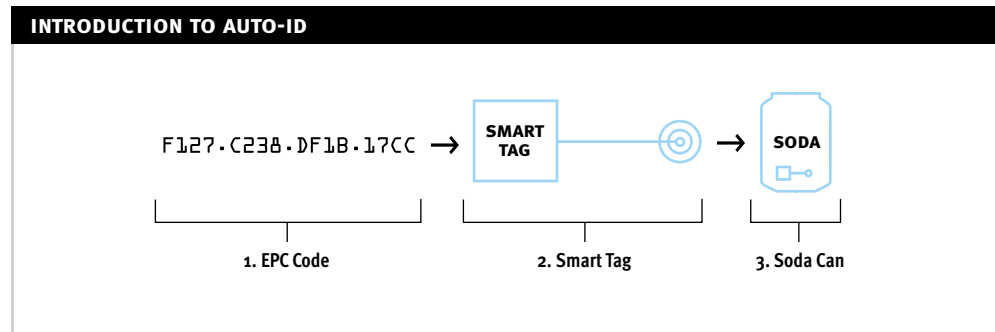 INTRODUCTION TO AUTO-ID
F127.C238.DF1B.17CC → SMART TAG → SODA
1. EPC Code
2. Smart Tag
3. Soda Can